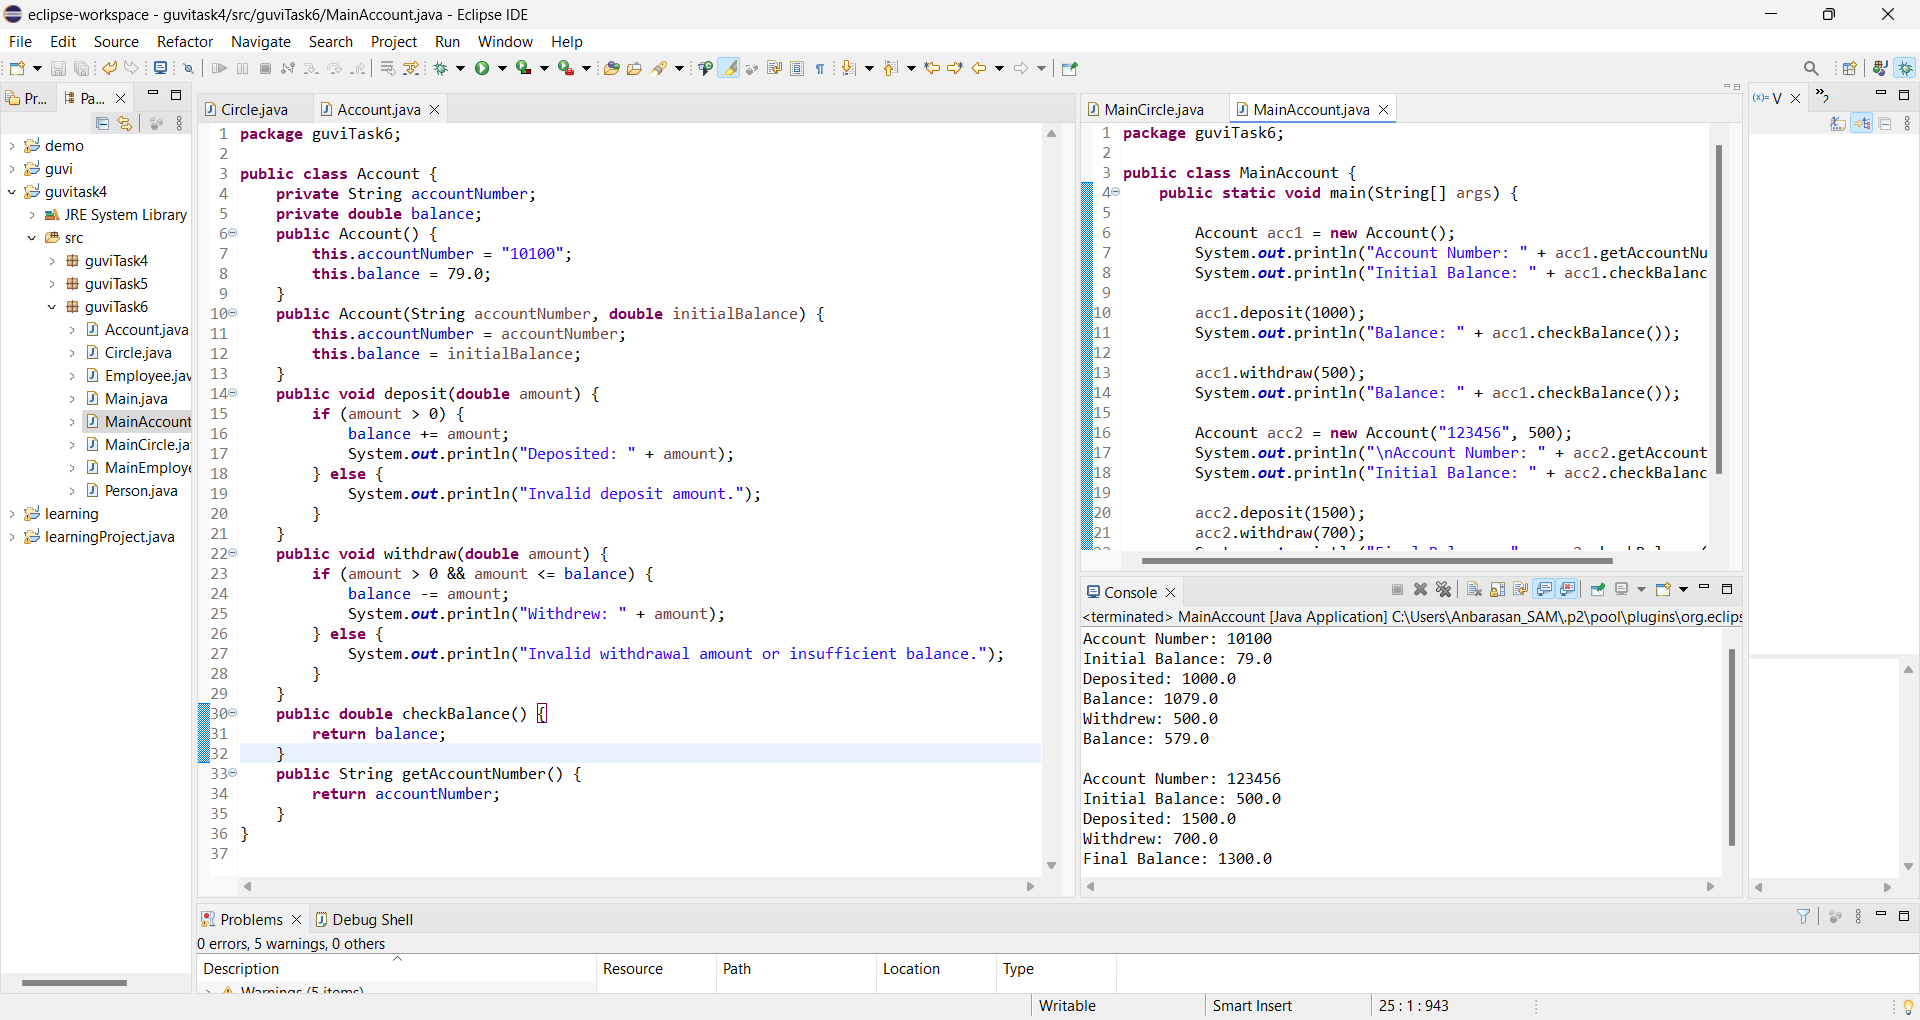 eclipse-workspace - guvitask4/src/guviTask6/MainAccount.java - Eclipse IDE
File Edit Source Refactor Navigate Search Project Run Window Help
Pr... Pa...
demo
guvi
guvitask4
JRE System Library
src
guviTask4
guviTask5
guviTask6
Account.java
Circle.java
Employee.jav
Main.java
MainAccount
MainCircle.ja
MainEmploye
Person.java
learning
learningProject.java
Circle.java Account.java
1 package guviTask6;
2
3 public class Account {
4 private String accountNumber;
5 private double balance;
6 public Account() {
7 this.accountNumber = "10100";
8 this.balance = 79.0;
9 }
10 public Account(String accountNumber, double initialBalance) {
11 this.accountNumber = accountNumber;
12 this.balance = initialBalance;
13 }
14 public void deposit(double amount) {
15 if (amount > 0) {
16 balance += amount;
17 System.out.println("Deposited: " + amount);
18 } else {
19 System.out.println("Invalid deposit amount.");
20 }
21 }
22 public void withdraw(double amount) {
23 if (amount > 0 && amount <= balance) {
24 balance -= amount;
25 System.out.println("Withdrew: " + amount);
26 } else {
27 System.out.println("Invalid withdrawal amount or insufficient balance.");
28 }
29 }
30 public double checkBalance() {
31 return balance;
32 }
33 public String getAccountNumber() {
34 return accountNumber;
35 }
36 }
37
MainCircle.java MainAccount.java
1 package guviTask6;
2
3 public class MainAccount {
4 public static void main(String[] args) {
5
6 Account acc1 = new Account();
7 System.out.println("Account Number: " + acc1.getAccountNu
8 System.out.println("Initial Balance: " + acc1.checkBalanc
9
10 acc1.deposit(1000);
11 System.out.println("Balance: " + acc1.checkBalance());
12
13 acc1.withdraw(500);
14 System.out.println("Balance: " + acc1.checkBalance());
15
16 Account acc2 = new Account("123456", 500);
17 System.out.println("\nAccount Number: " + acc2.getAccount
18 System.out.println("Initial Balance: " + acc2.checkBalanc
19
20 acc2.deposit(1500);
21 acc2.withdraw(700);
(x)= V
Console
<terminated> MainAccount [Java Application] C:\Users\Anbarasan_SAM\.p2\pool\plugins\org.eclips
Account Number: 10100
Initial Balance: 79.0
Deposited: 1000.0
Balance: 1079.0
Withdrew: 500.0
Balance: 579.0
Account Number: 123456
Initial Balance: 500.0
Deposited: 1500.0
Withdrew: 700.0
Final Balance: 1300.0
Problems Debug Shell
0 errors, 5 warnings, 0 others
Description Resource Path Location Type
Warnings (5 items)
Writable Smart Insert 25 : 1 : 943